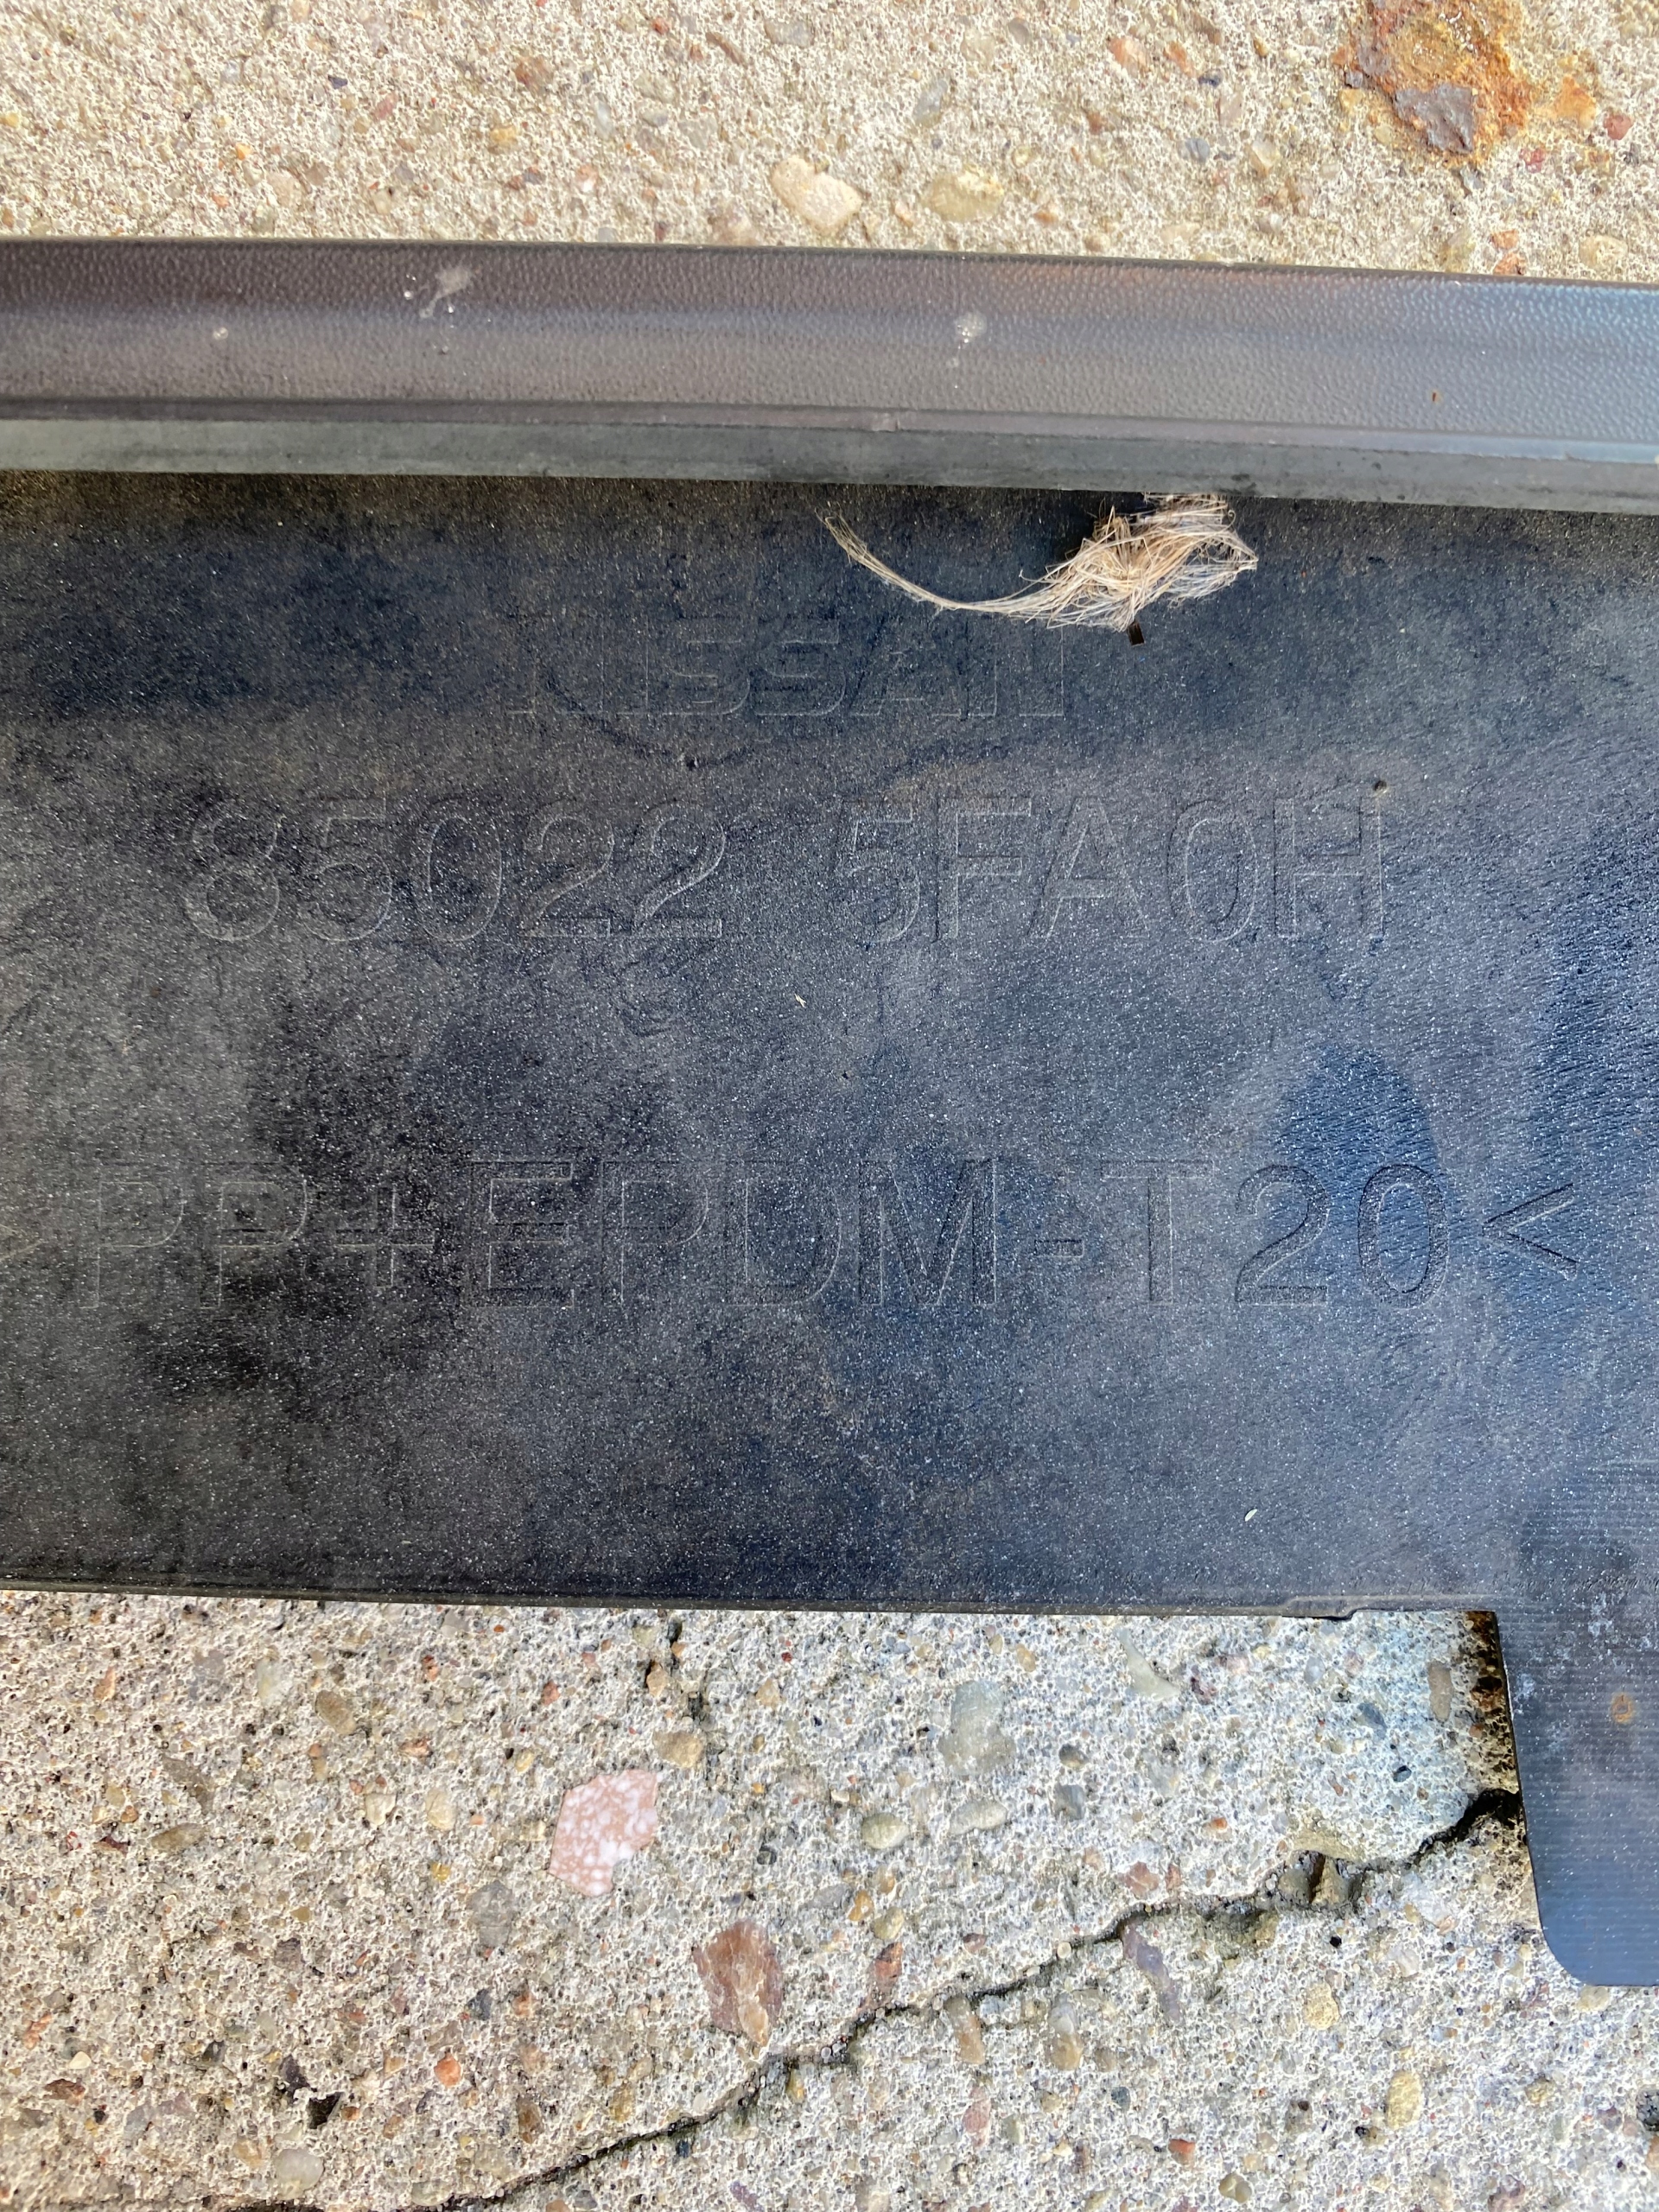 NISSAN
85022 5FA0H
>PP+EPDM-T20<